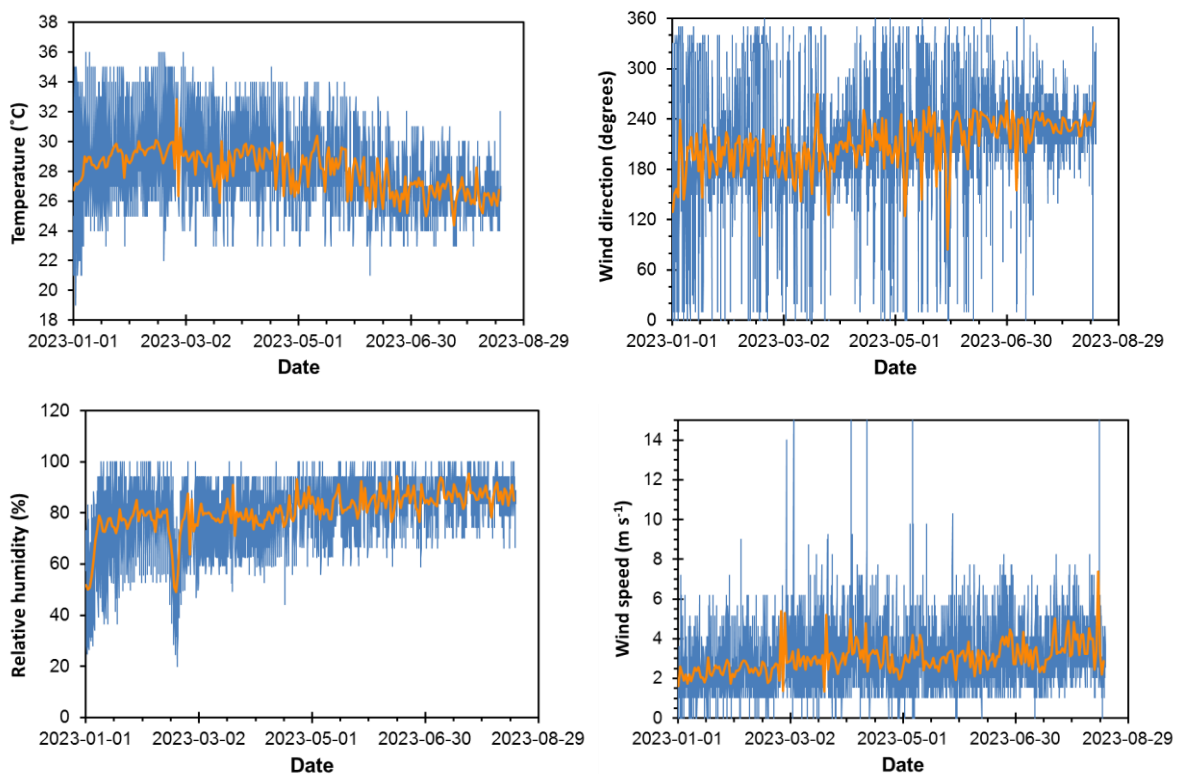 38
36
34
32
30
28
26
24
22
20
18
Temperature (˚C)
2023-01-01 2023-03-02 2023-05-01 2023-06-30 2023-08-29
Date
360
300
240
180
120
60
0
Wind direction (degrees)
2023-01-01 2023-03-02 2023-05-01 2023-06-30 2023-08-29
Date
120
100
80
60
40
20
0
Relative humidity (%)
2023-01-01 2023-03-02 2023-05-01 2023-06-30 2023-08-29
Date
14
12
10
8
6
4
2
0
Wind speed (m s⁻¹)
2023-01-01 2023-03-02 2023-05-01 2023-06-30 2023-08-29
Date